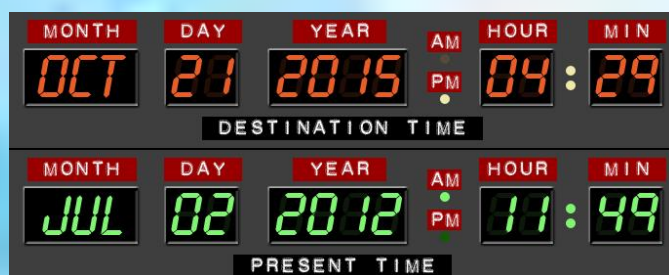 MONTH DAY YEAR AM HOUR MIN
OCT 21 2015 PM 04 : 29
DESTINATION TIME
MONTH DAY YEAR AM HOUR MIN
JUL 02 2012 PM 11 : 49
PRESENT TIME